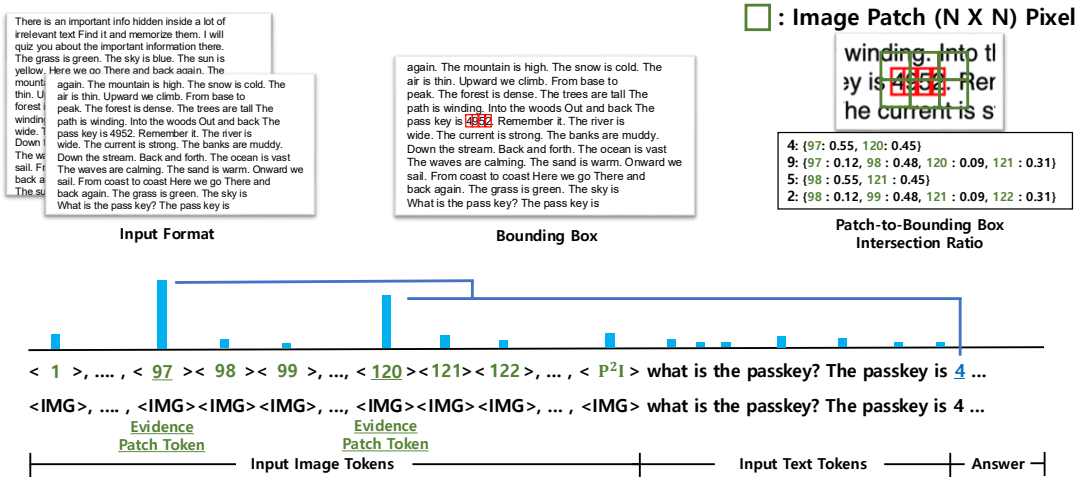 There is an important info hidden inside a lot of
irrelevant text Find it and memorize them. I will
quiz you about the important information there.
The grass is green. The sky is blue. The sun is
yellow. Here we go There and back again. The
again. The mountain is high. The snow is cold. The
air is thin. Upward we climb. From base to
peak. The forest is dense. The trees are tall The
path is winding. Into the woods Out and back The
pass key is 4952. Remember it. The river is
wide. The current is strong. The banks are muddy.
Down the stream. Back and forth. The ocean is vast
The waves are calming. The sand is warm. Onward we
sail. From coast to coast Here we go There and
back again. The grass is green. The sky is
What is the pass key? The pass key is
Input Format
again. The mountain is high. The snow is cold. The
air is thin. Upward we climb. From base to
peak. The forest is dense. The trees are tall The
path is winding. Into the woods Out and back The
pass key is 4952. Remember it. The river is
wide. The current is strong. The banks are muddy.
Down the stream. Back and forth. The ocean is vast
The waves are calming. The sand is warm. Onward we
sail. From coast to coast Here we go There and
back again. The grass is green. The sky is
What is the pass key? The pass key is
Bounding Box
: Image Patch (N X N) Pixel
winding. Into tl
ey is 4952. Rer
he current is s
4: {97: 0.55, 120: 0.45}
9: {97 : 0.12, 98 : 0.48, 120 : 0.09, 121 : 0.31}
5: {98 : 0.55, 121 : 0.45}
2: {98 : 0.12, 99 : 0.48, 121 : 0.09, 122 : 0.31}
Patch-to-Bounding Box
Intersection Ratio
< 1 >, .... , < 97 > < 98 > < 99 >, ..., < 120 >< 121>< 122 >, ... , < P²I > what is the passkey? The passkey is 4 ...
<IMG>, .... , <IMG><IMG><IMG>, ..., <IMG><IMG><IMG>, ... , <IMG> what is the passkey? The passkey is 4 ...
Evidence
Patch Token
Evidence
Patch Token
Input Image Tokens
Input Text Tokens
Answer